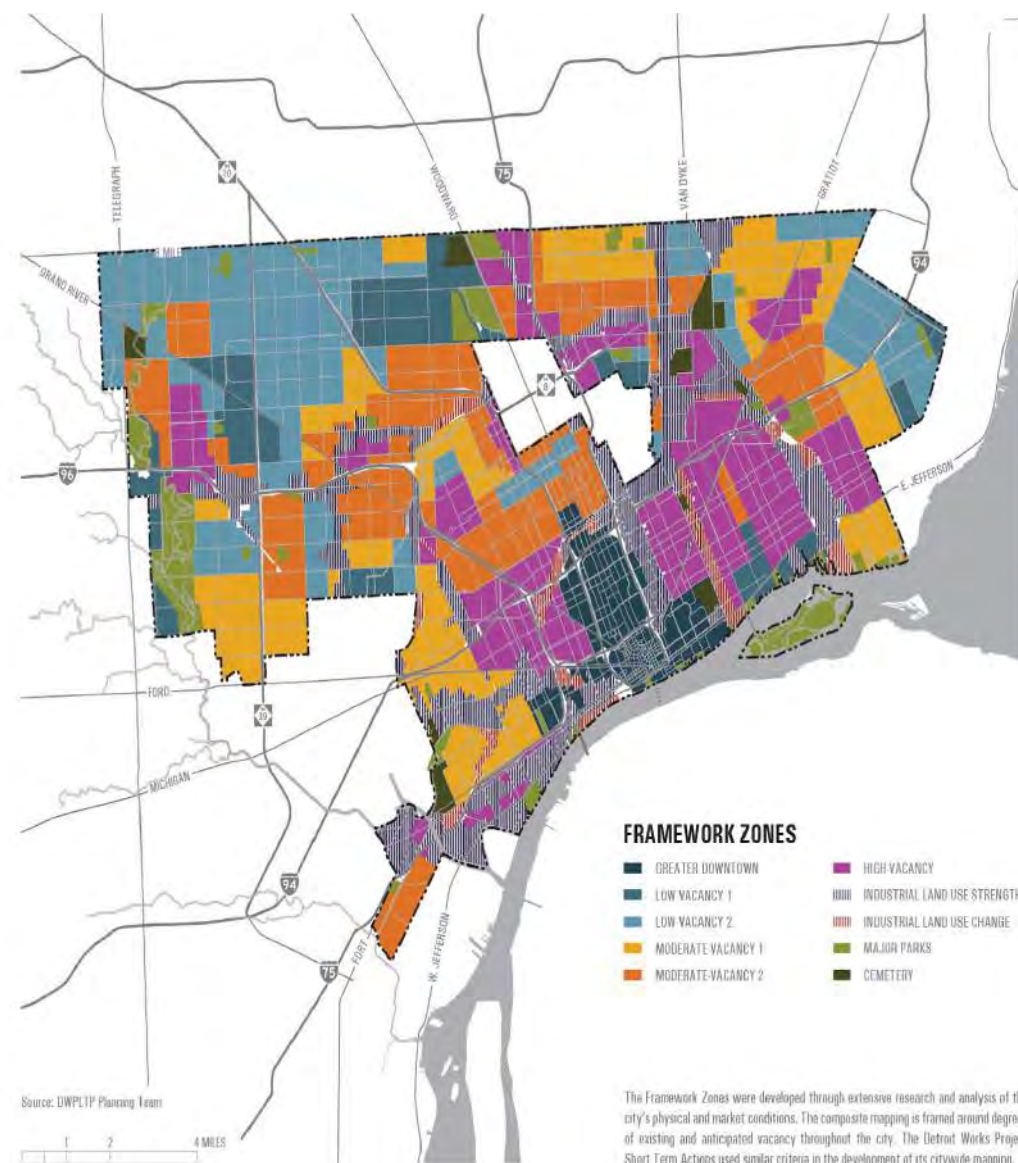 TELEGRAPH
10
WOODWARD
75
VAN DYKE
GRATIOT
8 MILE
GRAND RIVER
94
8
96
E. JEFFERSON
FORD
39
MICHIGAN
94
75
FORT
W. JEFFERSON
FRAMEWORK ZONES
GREATER DOWNTOWN
LOW VACANCY 1
LOW VACANCY 2
MODERATE VACANCY 1
MODERATE VACANCY 2
HIGH VACANCY
INDUSTRIAL LAND USE STRENGTH
INDUSTRIAL LAND USE CHANGE
MAJOR PARKS
CEMETERY
Source: DWPLTP Planning Team
1 2 4 MILES
The Framework Zones were developed through extensive research and analysis of th
city's physical and market conditions. The composite mapping is framed around degree
of existing and anticipated vacancy throughout the city. The Detroit Works Proje
Short Term Actions used similar criteria in the development of its citywide mapping.